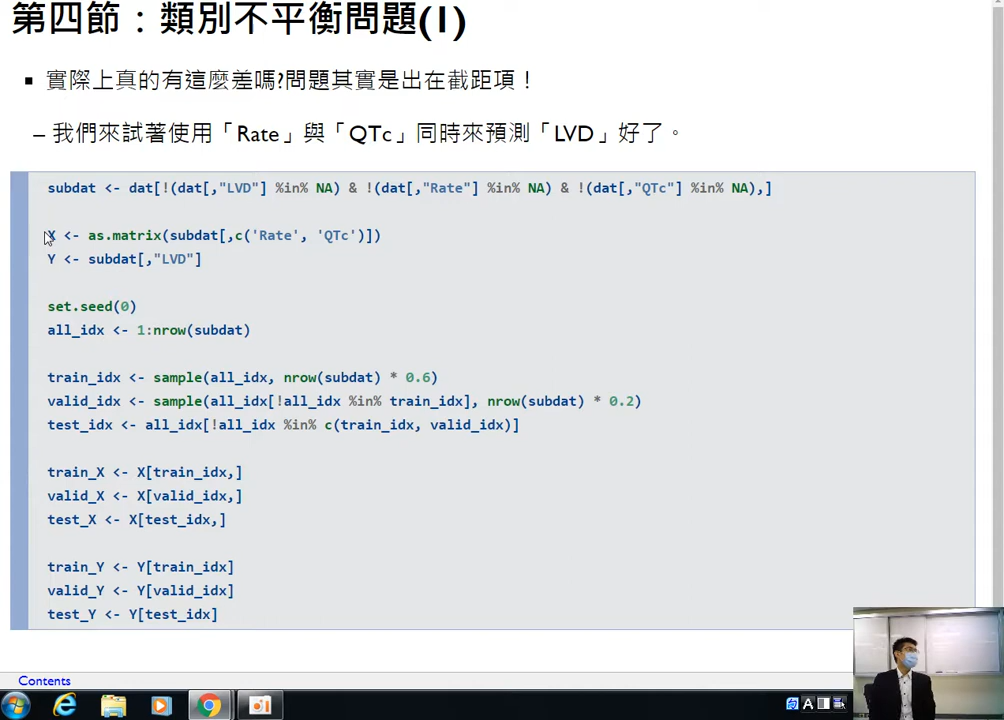 第四節：類別不平衡問題(1)
▪ 實際上真的有這麼差嗎?問題其實是出在截距項！
– 我們來試著使用「Rate」與「QTc」同時來預測「LVD」好了。
subdat <- dat[!(dat[,"LVD"] %in% NA) & !(dat[,"Rate"] %in% NA) & !(dat[,"QTc"] %in% NA),]
X <- as.matrix(subdat[,c('Rate', 'QTc')])
Y <- subdat[,"LVD"]
set.seed(0)
all_idx <- 1:nrow(subdat)
train_idx <- sample(all_idx, nrow(subdat) * 0.6)
valid_idx <- sample(all_idx[!all_idx %in% train_idx], nrow(subdat) * 0.2)
test_idx <- all_idx[!all_idx %in% c(train_idx, valid_idx)]
train_X <- X[train_idx,]
valid_X <- X[valid_idx,]
test_X <- X[test_idx,]
train_Y <- Y[train_idx]
valid_Y <- Y[valid_idx]
test_Y <- Y[test_idx]
Contents
A